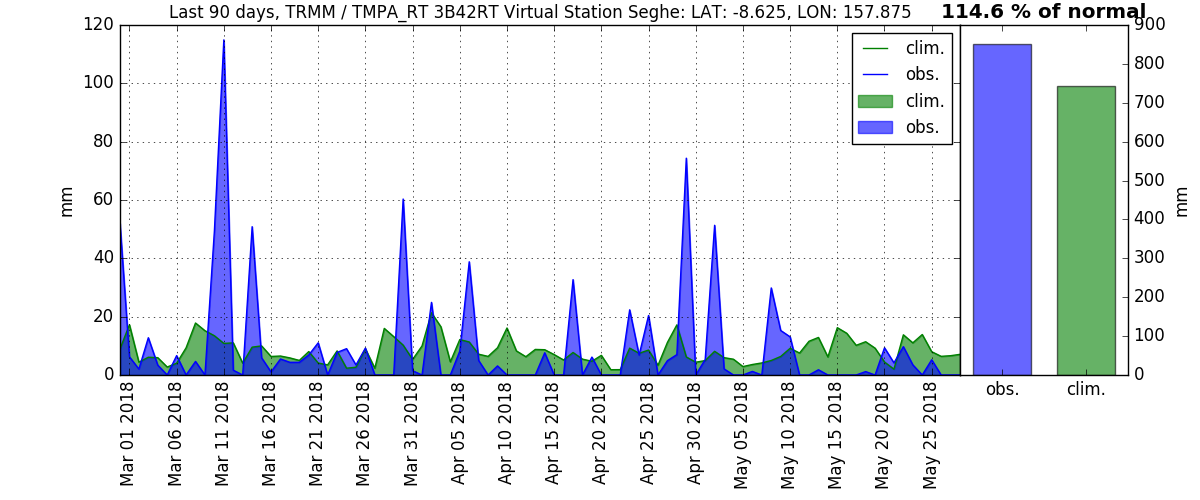 Last 90 days, TRMM / TMPA_RT 3B42RT Virtual Station Seghe: LAT: -8.625, LON: 157.875
114.6 % of normal
120
100
80
60
40
20
0
mm
clim.
obs.
clim.
obs.
Mar 01 2018
Mar 06 2018
Mar 11 2018
Mar 16 2018
Mar 21 2018
Mar 26 2018
Mar 31 2018
Apr 05 2018
Apr 10 2018
Apr 15 2018
Apr 20 2018
Apr 25 2018
Apr 30 2018
May 05 2018
May 10 2018
May 15 2018
May 20 2018
May 25 2018
900
800
700
600
500
400
300
200
100
0
mm
obs.
clim.